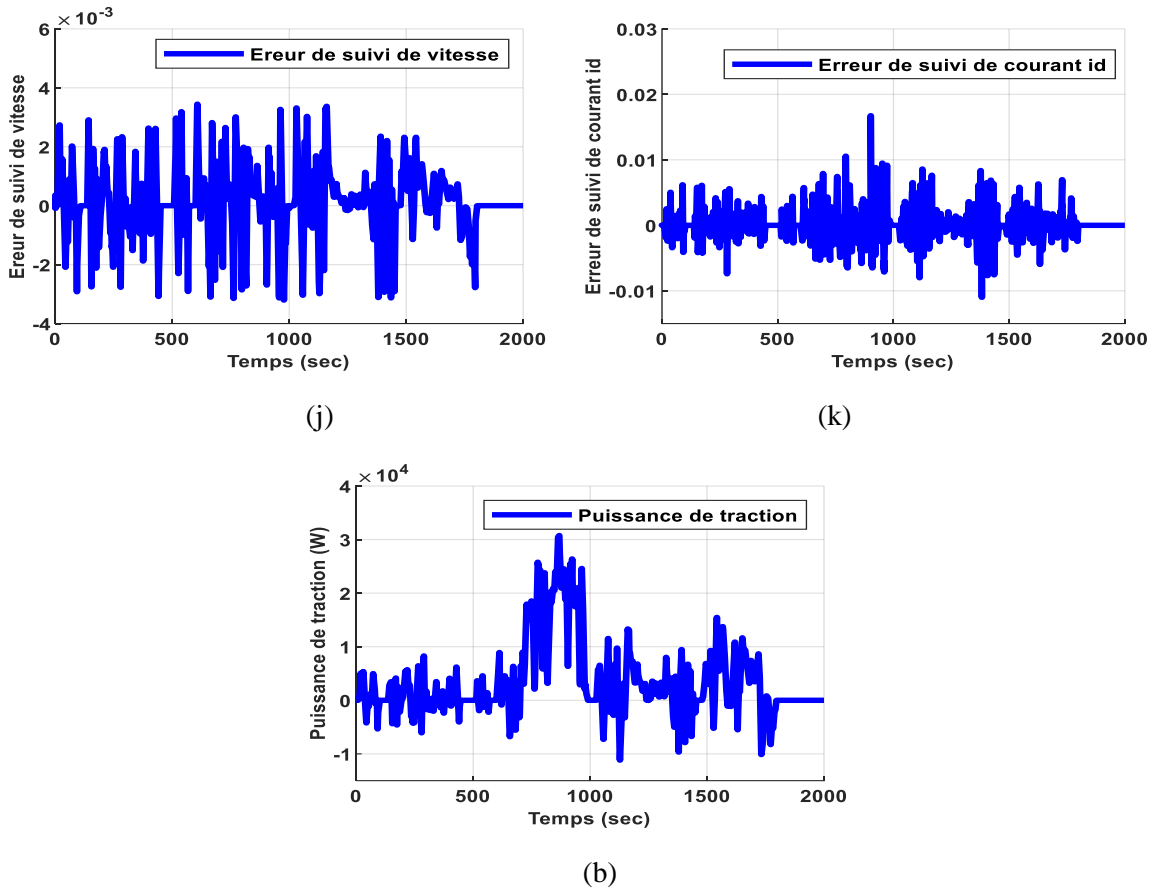 × 10-3
Ereur de suivi de vitesse
6
4
2
0
-2
-4
Ereur de suivi de vitesse
0 500 1000 1500 2000
Temps (sec)
(j)
Erreur de suivi de courant id
0.03
0.02
0.01
0
-0.01
Erreur de suivi de courant id
0 500 1000 1500 2000
Temps (sec)
(k)
× 104
Puissance de traction
4
3
2
1
0
-1
Puissance de traction (W)
0 500 1000 1500 2000
Temps (sec)
(b)